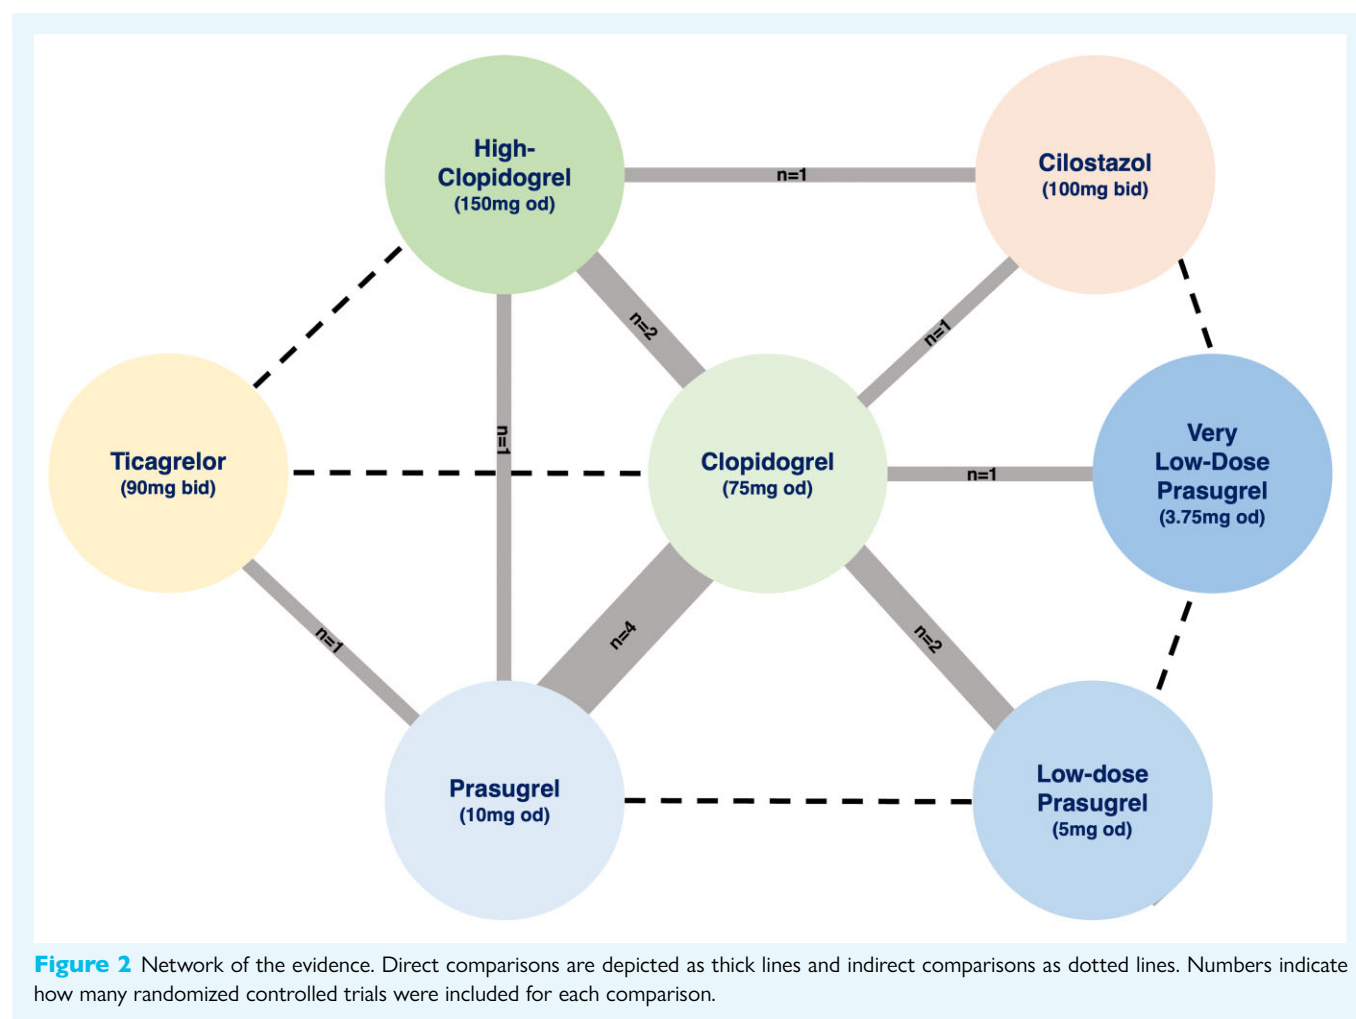 High-
Clopidogrel
(150mg od)
n=1
Cilostazol
(100mg bid)
n=2
n=1
n=1
Ticagrelor
(90mg bid)
Clopidogrel
(75mg od)
n=1
Very
Low-Dose
Prasugrel
(3.75mg od)
n=1
n=4
n=2
Prasugrel
(10mg od)
Low-dose
Prasugrel
(5mg od)
Figure 2 Network of the evidence. Direct comparisons are depicted as thick lines and indirect comparisons as dotted lines. Numbers indicate
how many randomized controlled trials were included for each comparison.